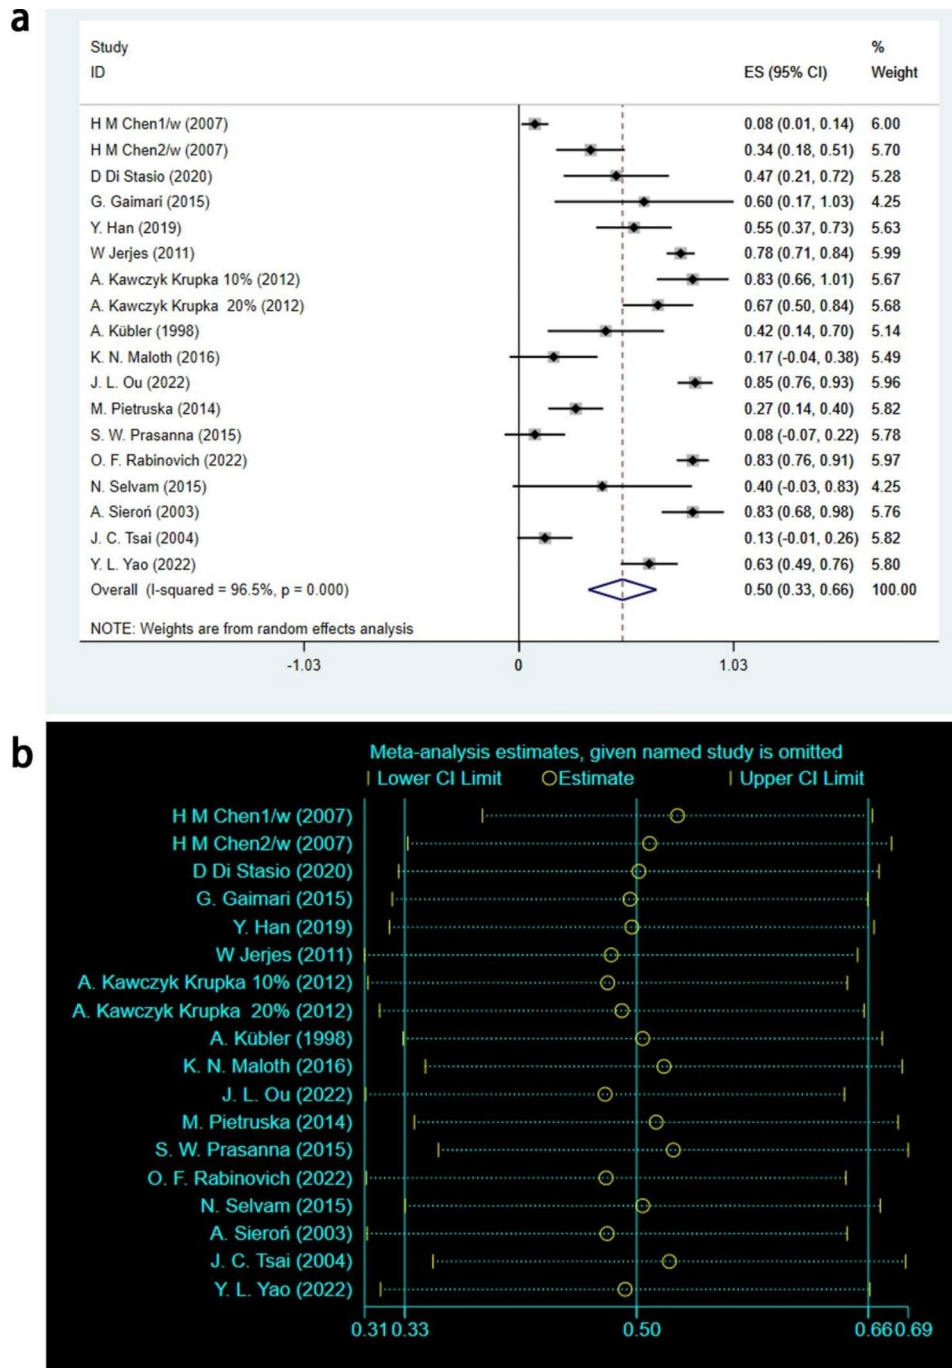 a
Study
%
ID
ES (95% CI)
Weight
H M Chen1/w (2007) 0.08 (0.01, 0.14) 6.00
H M Chen2/w (2007) 0.34 (0.18, 0.51) 5.70
D Di Stasio (2020) 0.47 (0.21, 0.72) 5.28
G. Gaimari (2015) 0.60 (0.17, 1.03) 4.25
Y. Han (2019) 0.55 (0.37, 0.73) 5.63
W Jerjes (2011) 0.78 (0.71, 0.84) 5.99
A. Kawczyk Krupka 10% (2012) 0.83 (0.66, 1.01) 5.67
A. Kawczyk Krupka 20% (2012) 0.67 (0.50, 0.84) 5.68
A. Kübler (1998) 0.42 (0.14, 0.70) 5.14
K. N. Maloth (2016) 0.17 (-0.04, 0.38) 5.49
J. L. Ou (2022) 0.85 (0.76, 0.93) 5.96
M. Pietruska (2014) 0.27 (0.14, 0.40) 5.82
S. W. Prasanna (2015) 0.08 (-0.07, 0.22) 5.78
O. F. Rabinovich (2022) 0.83 (0.76, 0.91) 5.97
N. Selvam (2015) 0.40 (-0.03, 0.83) 4.25
A. Sieroń (2003) 0.83 (0.68, 0.98) 5.76
J. C. Tsai (2004) 0.13 (-0.01, 0.26) 5.82
Y. L. Yao (2022) 0.63 (0.49, 0.76) 5.80
Overall (I-squared = 96.5%, p = 0.000) 0.50 (0.33, 0.66) 100.00
NOTE: Weights are from random effects analysis
-1.03 0 1.03
b
Meta-analysis estimates, given named study is omitted
Lower CI Limit Estimate Upper CI Limit
H M Chen1/w (2007)
H M Chen2/w (2007)
D Di Stasio (2020)
G. Gaimari (2015)
Y. Han (2019)
W Jerjes (2011)
A. Kawczyk Krupka 10% (2012)
A. Kawczyk Krupka 20% (2012)
A. Kübler (1998)
K. N. Maloth (2016)
J. L. Ou (2022)
M. Pietruska (2014)
S. W. Prasanna (2015)
O. F. Rabinovich (2022)
N. Selvam (2015)
A. Sieroń (2003)
J. C. Tsai (2004)
Y. L. Yao (2022)
0.31 0.33 0.50 0.66 0.69